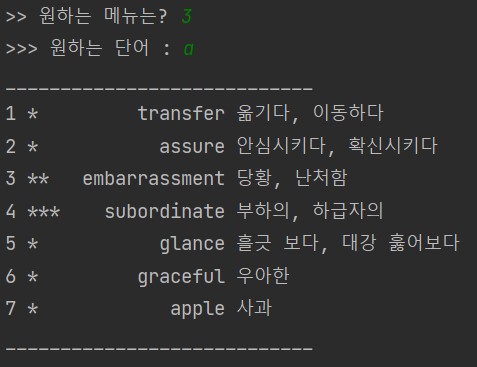 >> 원하는 메뉴는? 3
>>> 원하는 단어 : a
____________________________
1 *         transfer 옮기다, 이동하다
2 *           assure 안심시키다, 확신시키다
3 **   embarrassment 당황, 난처함
4 ***    subordinate 부하의, 하급자의
5 *           glance 흘긋 보다, 대강 훑어보다
6 *         graceful 우아한
7 *            apple 사과
____________________________